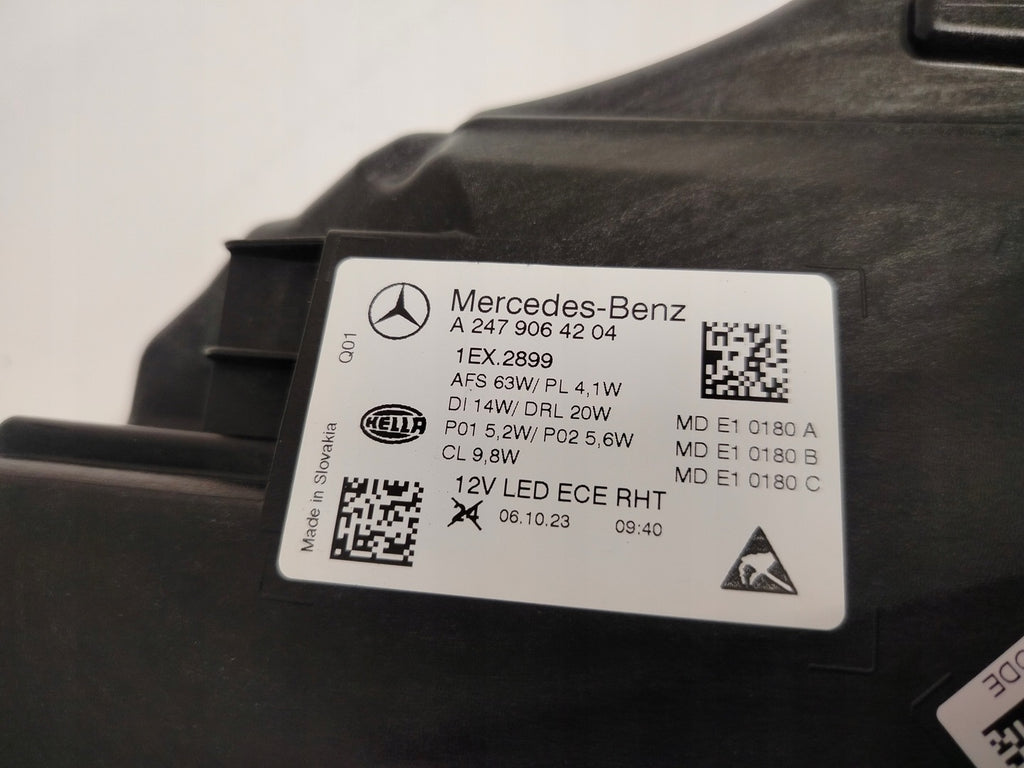 Mercedes-Benz
A 247 906 42 04
Q01
1EX.2899
AFS 63W/ PL 4,1W
DI 14W/ DRL 20W
P01 5,2W/ P02 5,6W
CL 9,8W
HELLA
MD E1 0180 A
MD E1 0180 B
MD E1 0180 C
Made in Slovakia
12V LED ECE RHT
24 06.10.23 09:40
ODE